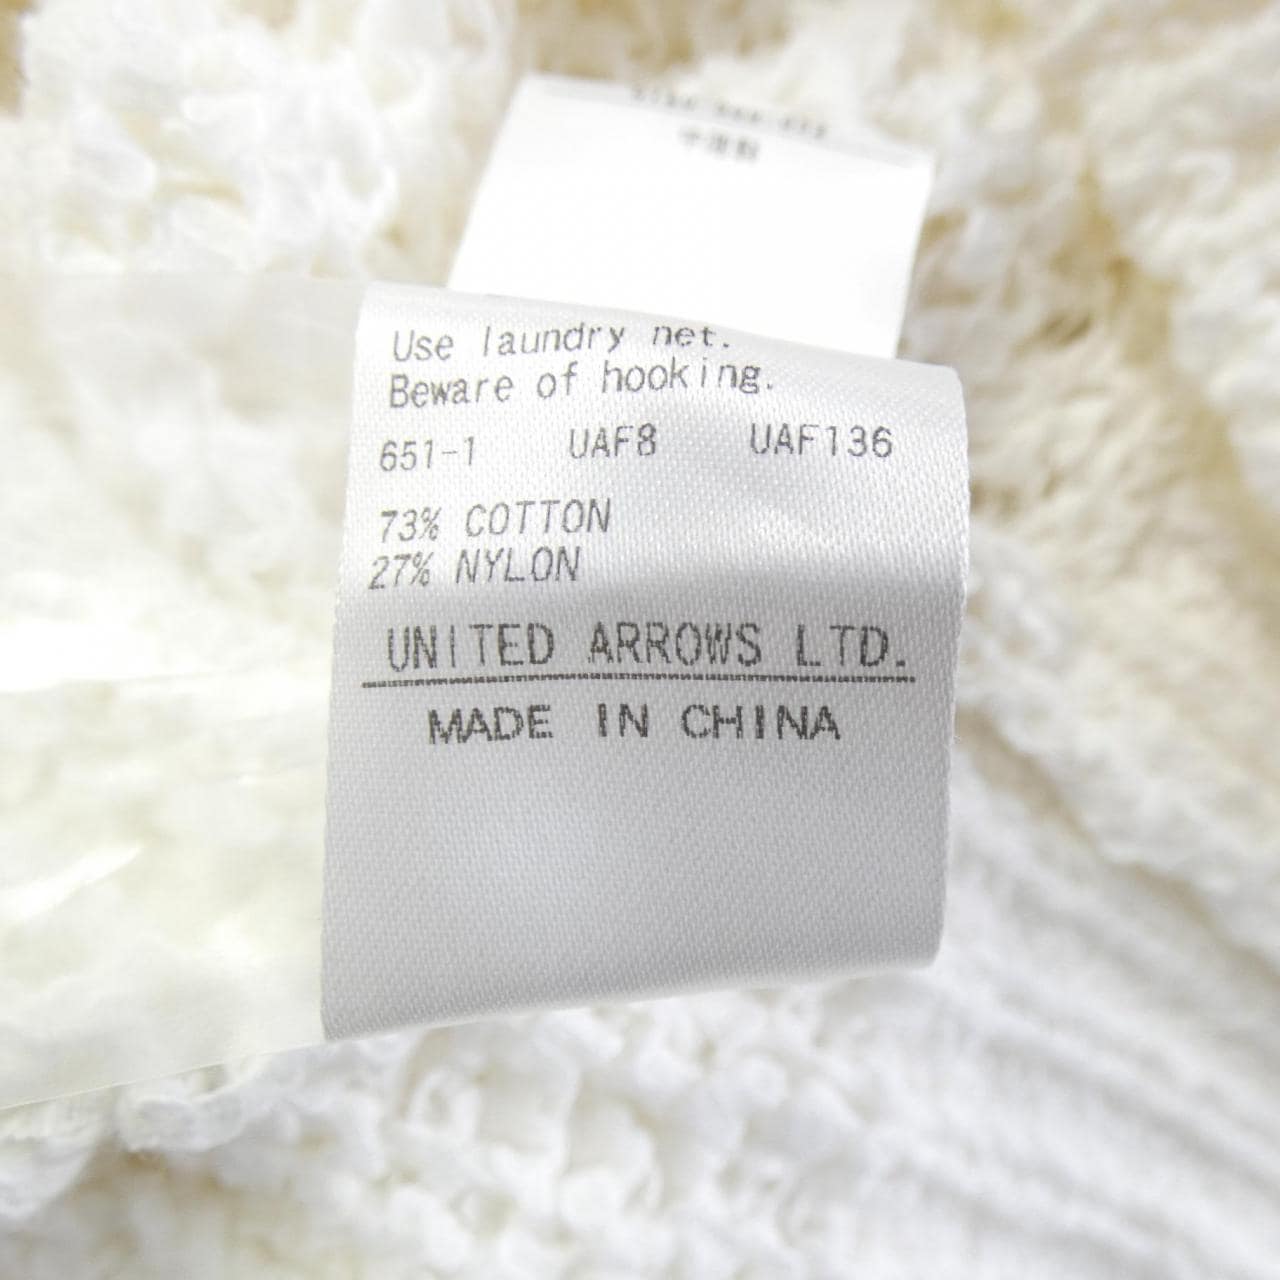 Use laundry net.
Beware of hooking.
651-1 UAF8 UAF136
73% COTTON
27% NYLON
UNITED ARROWS LTD.
MADE IN CHINA